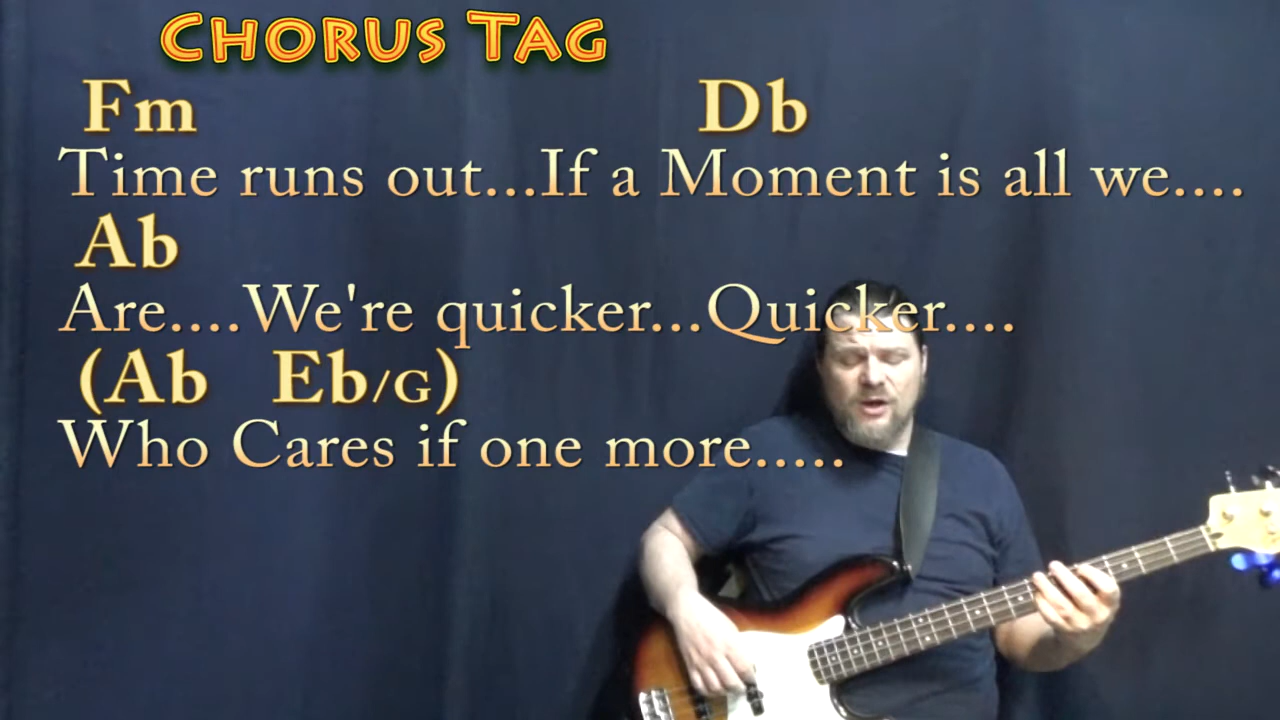 CHORUS TAG
Fm Db
Time runs out...If a Moment is all we....
Ab
Are....We're quicker...Quicker....
(Ab Eb/G)
Who Cares if one more.....